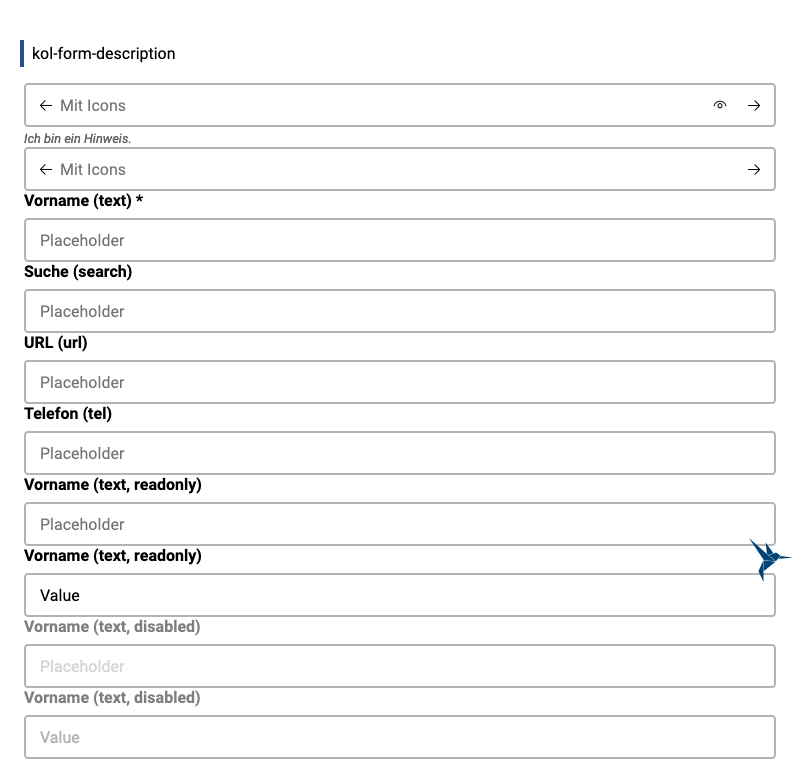 kol-form-description
Mit Icons
Ich bin ein Hinweis.
Mit Icons
Vorname (text) *
Placeholder
Suche (search)
Placeholder
URL (url)
Placeholder
Telefon (tel)
Placeholder
Vorname (text, readonly)
Placeholder
Vorname (text, readonly)
Value
Vorname (text, disabled)
Placeholder
Vorname (text, disabled)
Value